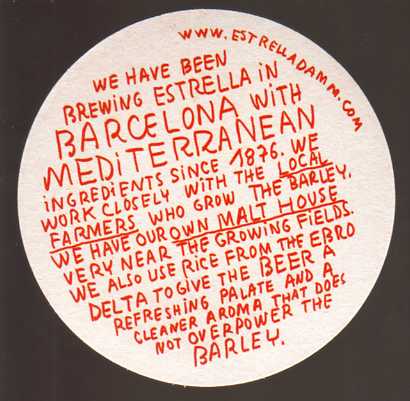 WWW.ESTRELLADAMM.COM
WE HAVE BEEN
BREWING ESTRELLA IN
BARCELONA WITH
MEDITERRANEAN
INGREDIENTS SINCE 1876. WE
WORK CLOSELY WITH THE LOCAL
FARMERS WHO GROW THE BARLEY.
WE HAVE OUR OWN MALT HOUSE
VERY NEAR THE GROWING FIELDS.
WE ALSO USE RICE FROM THE EBRO
DELTA TO GIVE THE BEER A
REFRESHING PALATE AND A
CLEANER AROMA THAT DOES
NOT OVERPOWER THE
BARLEY.